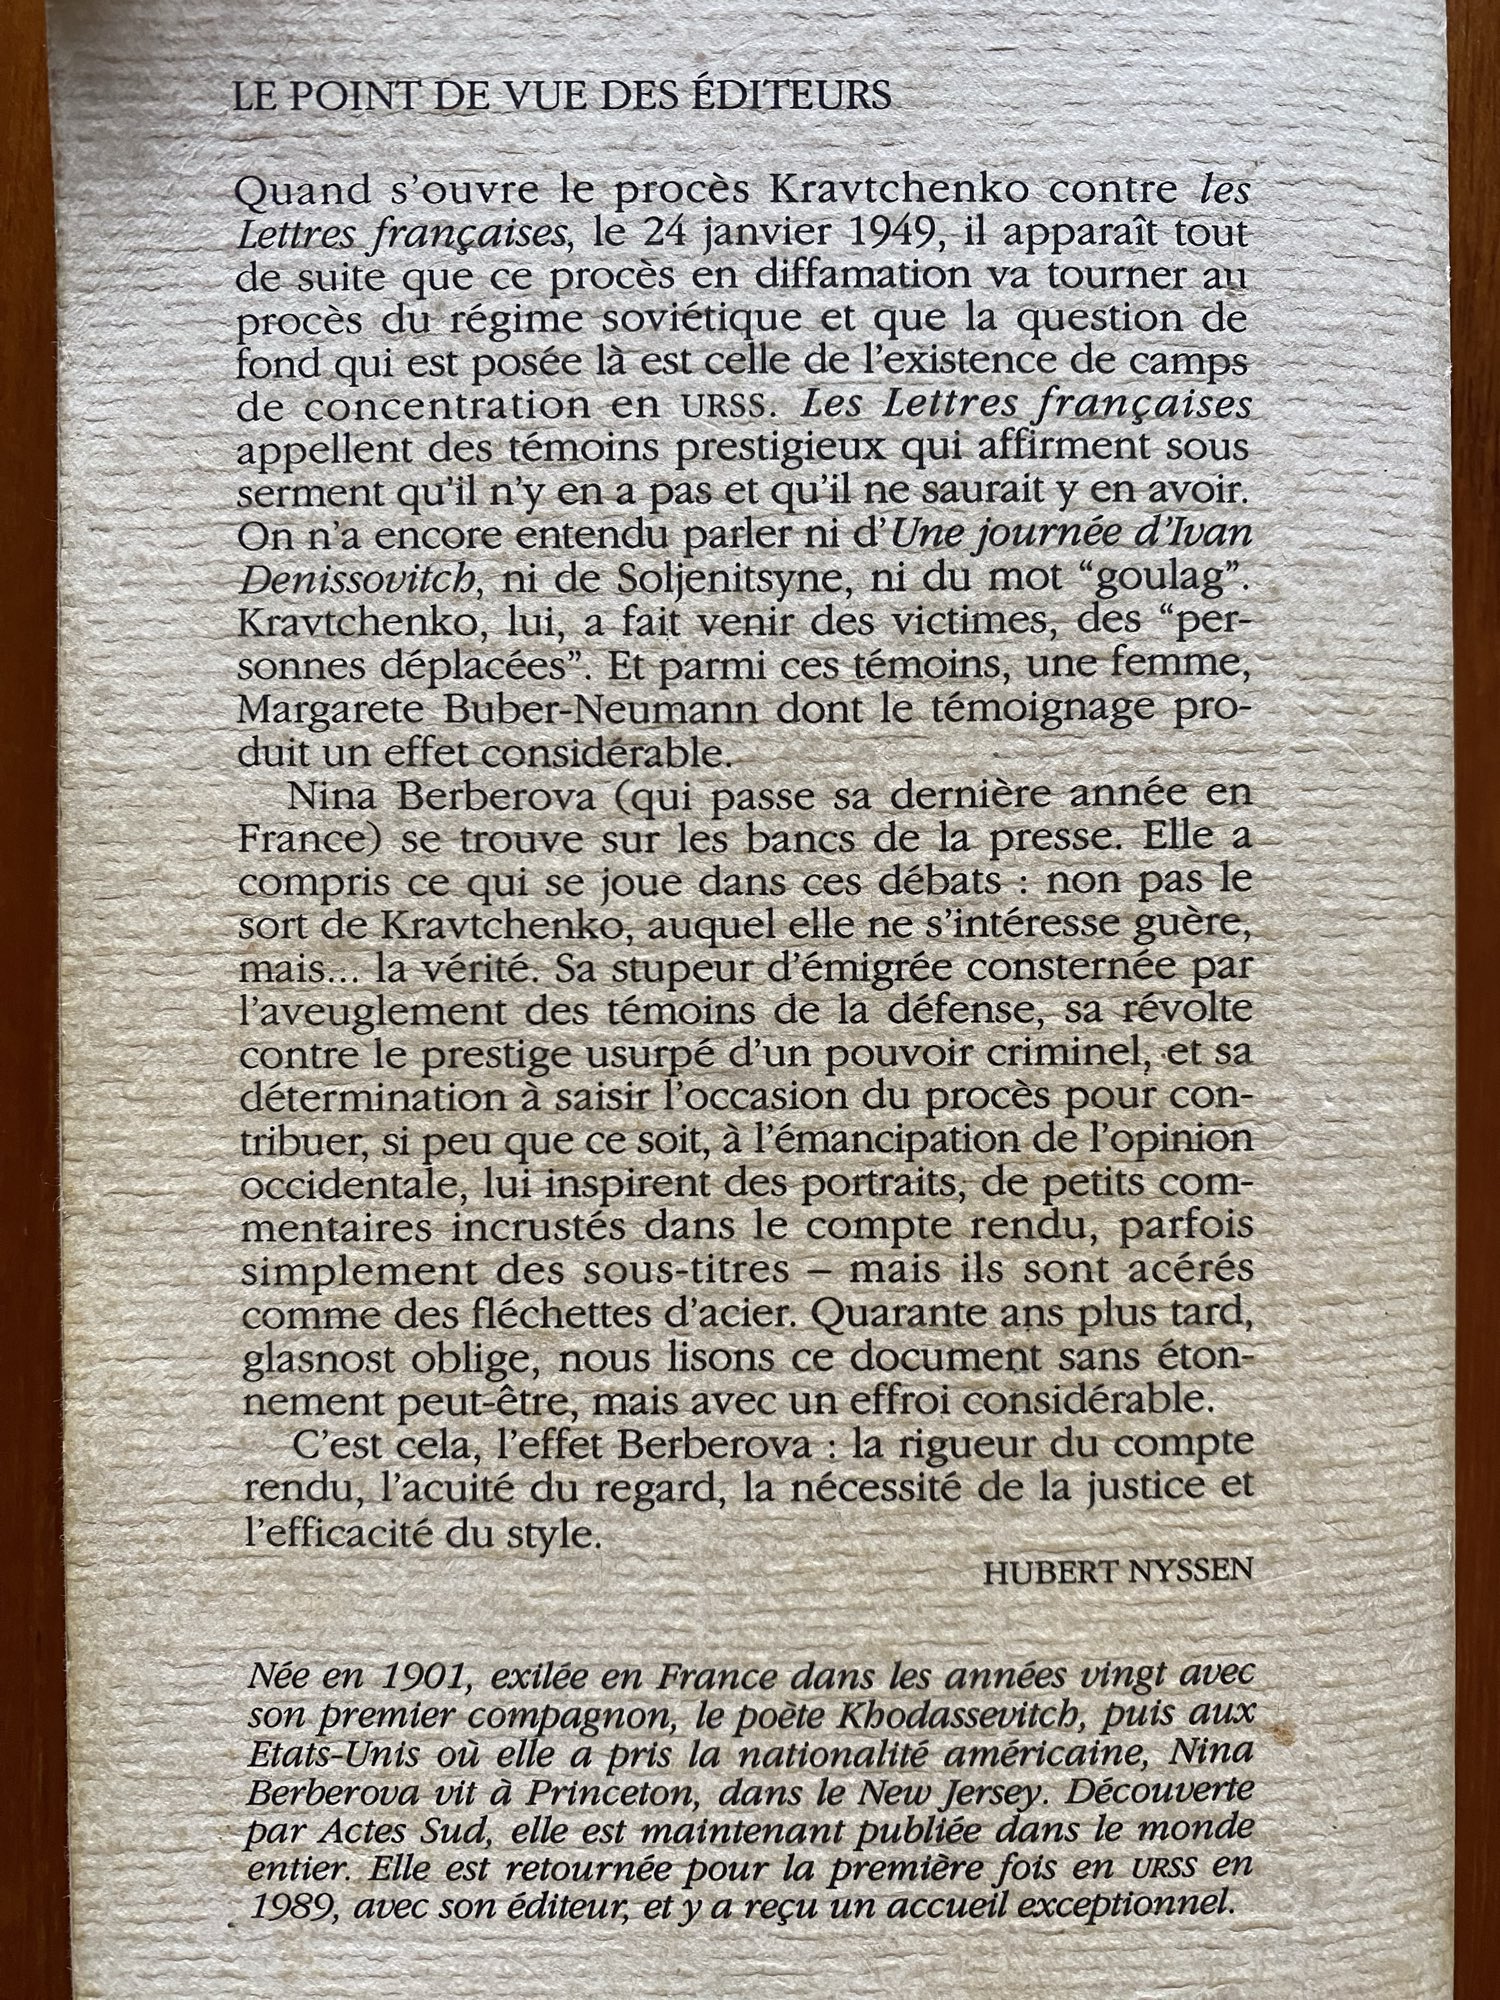 LE POINT DE VUE DES ÉDITEURS
Quand s'ouvre le procès Kravtchenko contre les
Lettres françaises, le 24 janvier 1949, il apparaît tout
de suite que ce procès en diffamation va tourner au
procès du régime soviétique et que la question de
fond qui est posée là est celle de l'existence de camps
de concentration en URSS. Les Lettres françaises
appellent des témoins prestigieux qui affirment sous
serment qu'il n'y en a pas et qu'il ne saurait y en avoir.
On n'a encore entendu parler ni d'Une journée d'Ivan
Denissovitch, ni de Soljenitsyne, ni du mot “goulag”.
Kravtchenko, lui, a fait venir des victimes, des “per-
sonnes déplacées”. Et parmi ces témoins, une femme,
Margarete Buber-Neumann dont le témoignage pro-
duit un effet considérable.
Nina Berberova (qui passe sa dernière année en
France) se trouve sur les bancs de la presse. Elle a
compris ce qui se joue dans ces débats : non pas le
sort de Kravtchenko, auquel elle ne s'intéresse guère,
mais... la vérité. Sa stupeur d'émigrée consternée par
l'aveuglement des témoins de la défense, sa révolte
contre le prestige usurpé d'un pouvoir criminel, et sa
détermination à saisir l'occasion du procès pour con-
tribuer, si peu que ce soit, à l'émancipation de l'opinion
occidentale, lui inspirent des portraits, de petits com-
mentaires incrustés dans le compte rendu, parfois
simplement des sous-titres – mais ils sont acérés
comme des fléchettes d'acier. Quarante ans plus tard,
glasnost oblige, nous lisons ce document sans éton-
nement peut-être, mais avec un effroi considérable.
C'est cela, l'effet Berberova : la rigueur du compte
rendu, l'acuité du regard, la nécessité de la justice et
l'efficacité du style.
HUBERT NYSSEN
Née en 1901, exilée en France dans les années vingt avec
son premier compagnon, le poète Khodassevitch, puis aux
Etats-Unis où elle a pris la nationalité américaine, Nina
Berberova vit à Princeton, dans le New Jersey. Découverte
par Actes Sud, elle est maintenant publiée dans le monde
entier. Elle est retournée pour la première fois en URSS en
1989, avec son éditeur, et y a reçu un accueil exceptionnel.